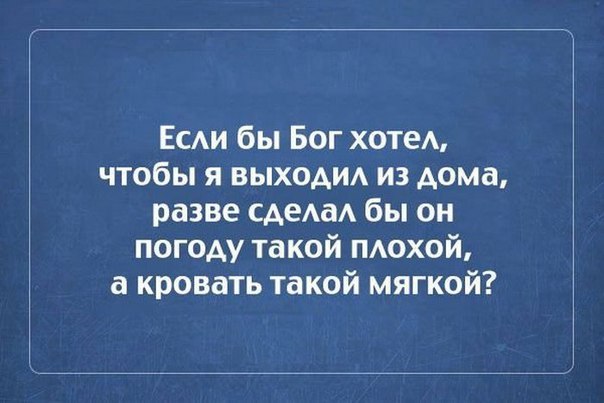 Если бы Бог хотел,
чтобы я выходил из дома,
разве сделал бы он
погоду такой плохой,
а кровать такой мягкой?